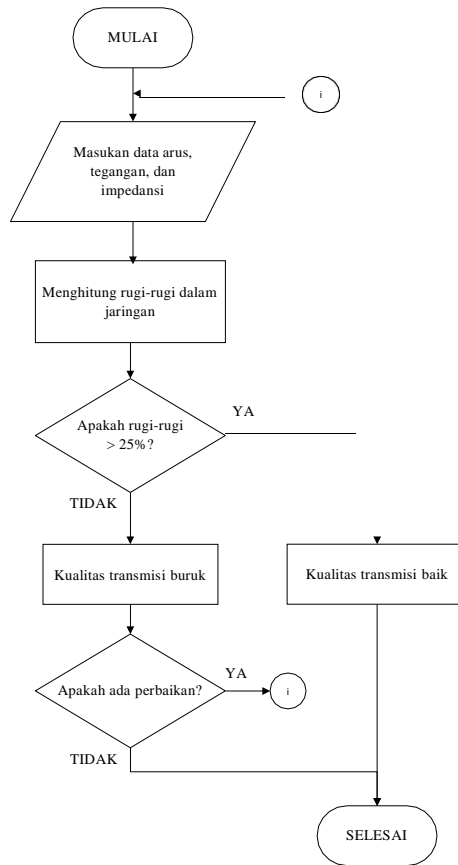 MULAI
i
Masukan data arus,
tegangan, dan
impedansi
Menghitung rugi-rugi dalam
jaringan
Apakah rugi-rugi
> 25%?
YA
TIDAK
Kualitas transmisi buruk
Kualitas transmisi baik
Apakah ada perbaikan?
YA
i
TIDAK
SELESAI